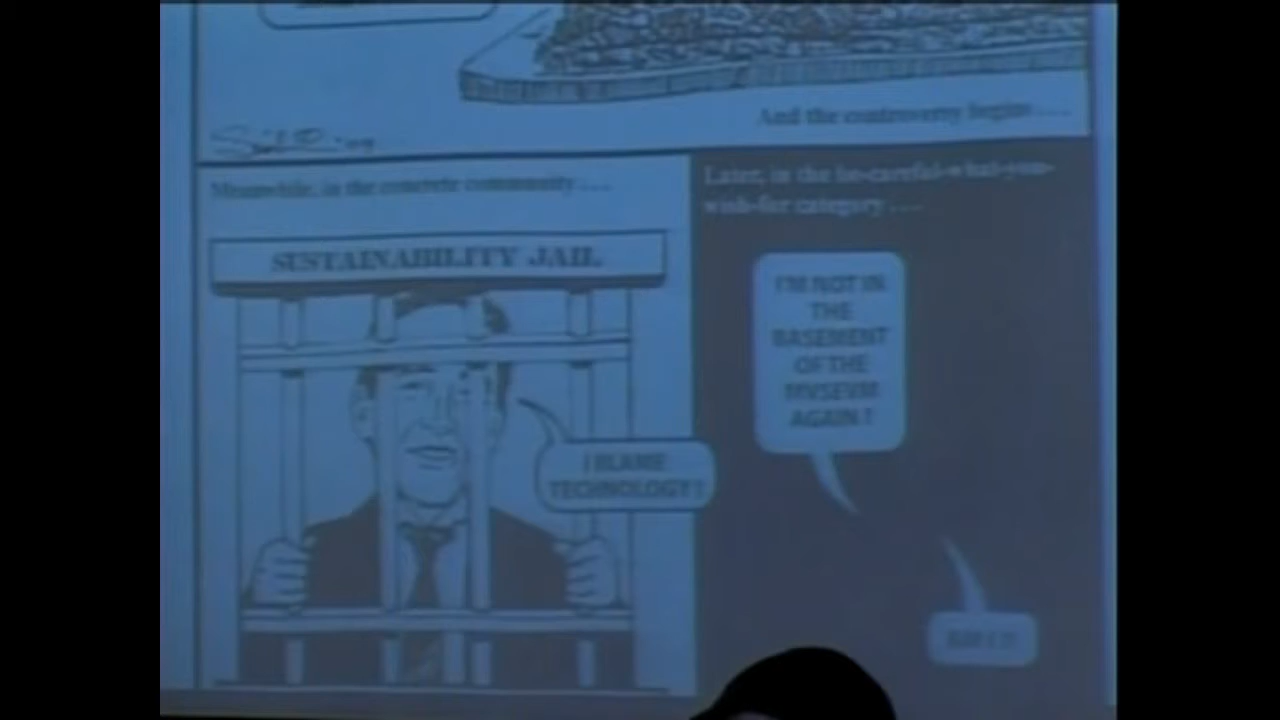 And the controversy begins.....
Meanwhile, in the concrete community....
Later, in the be-careful-what-you-
wish-for category....
SUSTAINABILITY JAIL
I'M NOT IN
THE
BASEMENT
OF THE
MUSEUM
AGAIN!
I BLAME
TECHNOLOGY!